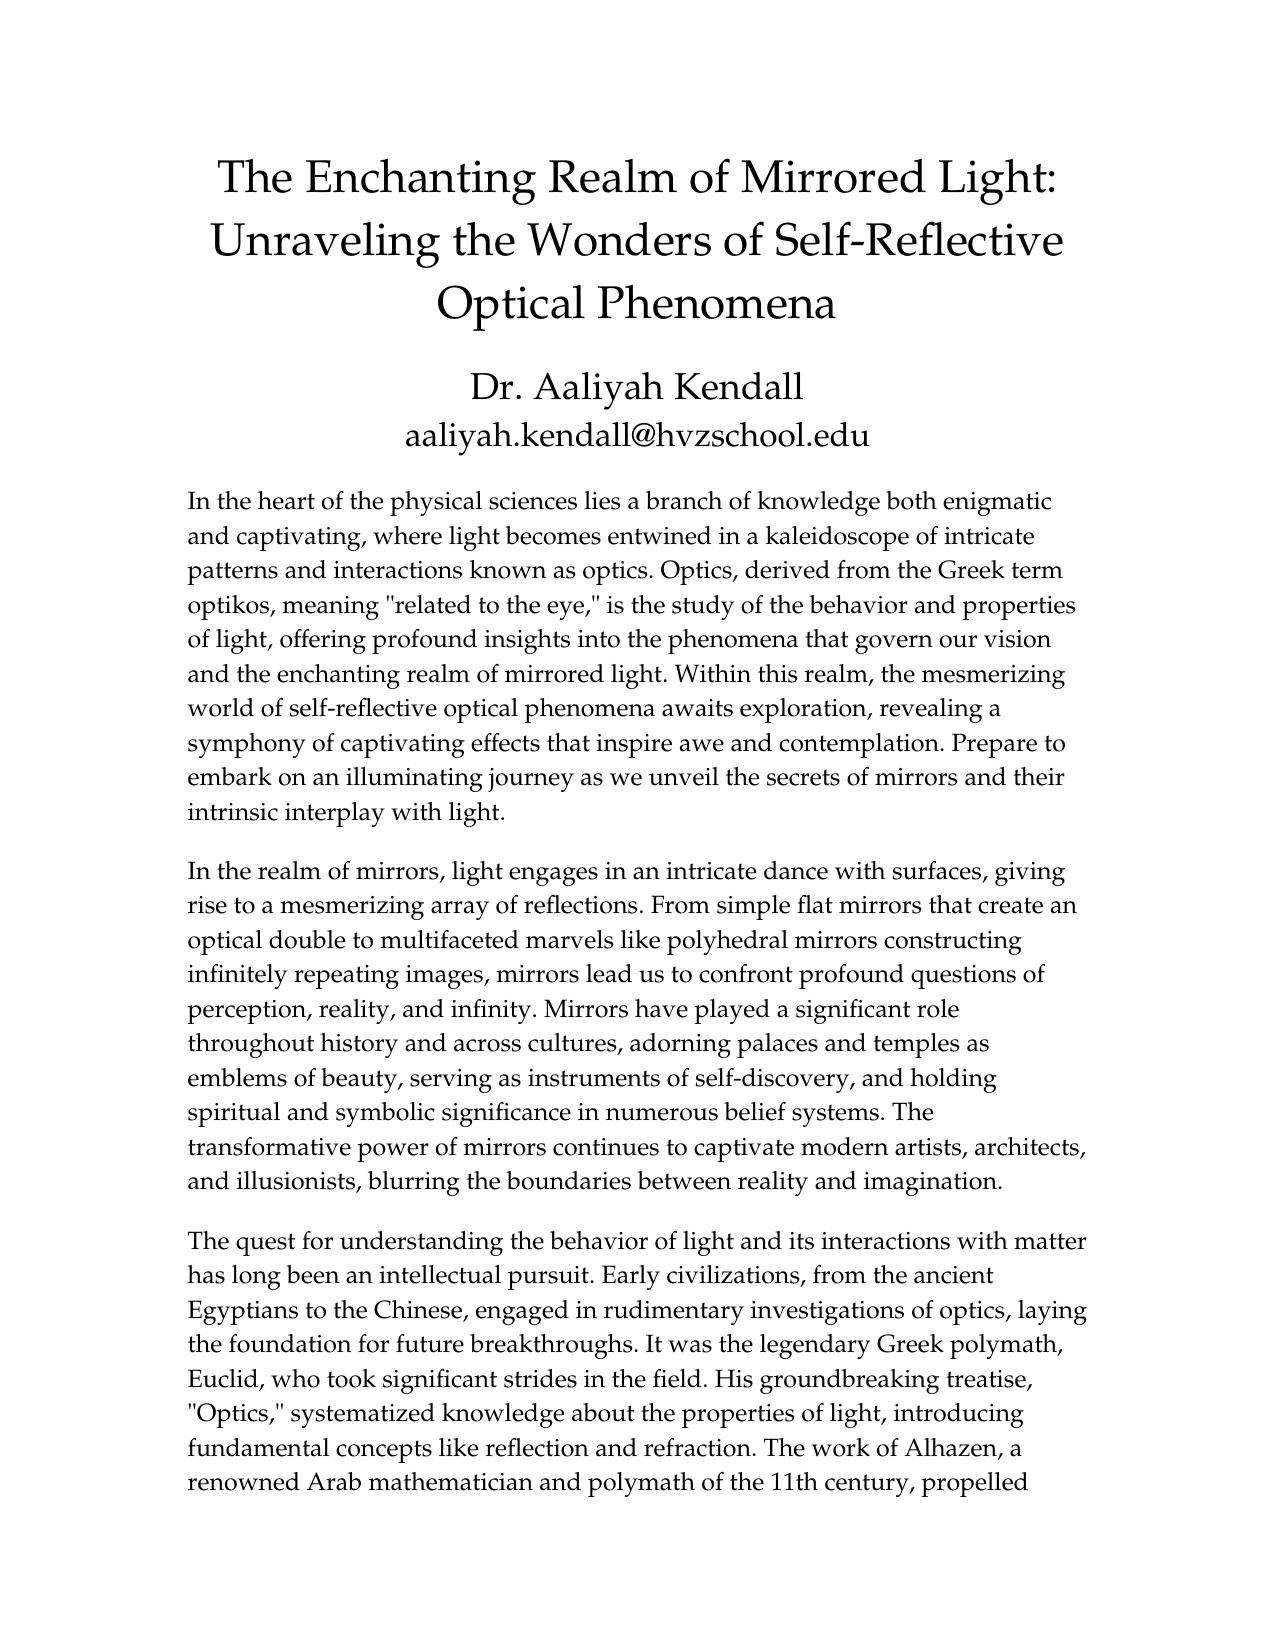 The Enchanting Realm of Mirrored Light:
Unraveling the Wonders of Self-Reflective
Optical Phenomena
Dr. Aaliyah Kendall
aaliyah.kendall@hvzschool.edu
In the heart of the physical sciences lies a branch of knowledge both enigmatic
and captivating, where light becomes entwined in a kaleidoscope of intricate
patterns and interactions known as optics. Optics, derived from the Greek term
optikos, meaning "related to the eye," is the study of the behavior and properties
of light, offering profound insights into the phenomena that govern our vision
and the enchanting realm of mirrored light. Within this realm, the mesmerizing
world of self-reflective optical phenomena awaits exploration, revealing a
symphony of captivating effects that inspire awe and contemplation. Prepare to
embark on an illuminating journey as we unveil the secrets of mirrors and their
intrinsic interplay with light.
In the realm of mirrors, light engages in an intricate dance with surfaces, giving
rise to a mesmerizing array of reflections. From simple flat mirrors that create an
optical double to multifaceted marvels like polyhedral mirrors constructing
infinitely repeating images, mirrors lead us to confront profound questions of
perception, reality, and infinity. Mirrors have played a significant role
throughout history and across cultures, adorning palaces and temples as
emblems of beauty, serving as instruments of self-discovery, and holding
spiritual and symbolic significance in numerous belief systems. The
transformative power of mirrors continues to captivate modern artists, architects,
and illusionists, blurring the boundaries between reality and imagination.
The quest for understanding the behavior of light and its interactions with matter
has long been an intellectual pursuit. Early civilizations, from the ancient
Egyptians to the Chinese, engaged in rudimentary investigations of optics, laying
the foundation for future breakthroughs. It was the legendary Greek polymath,
Euclid, who took significant strides in the field. His groundbreaking treatise,
"Optics," systematized knowledge about the properties of light, introducing
fundamental concepts like reflection and refraction. The work of Alhazen, a
renowned Arab mathematician and polymath of the 11th century, propelled